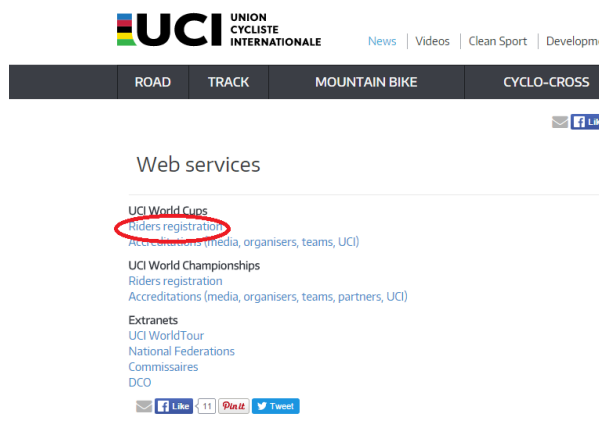 UCI UNION
CYCLISTE
INTERNATIONALE
News Videos Clean Sport Developm
ROAD TRACK MOUNTAIN BIKE CYCLO-CROSS
Lik
Web services
UCI World Cups
Riders registration
Accreditations (media, organisers, teams, UCI)
UCI World Championships
Riders registration
Accreditations (media, organisers, teams, partners, UCI)
Extranets
UCI WorldTour
National Federations
Commissaires
DCO
Like 11 Pin it Tweet